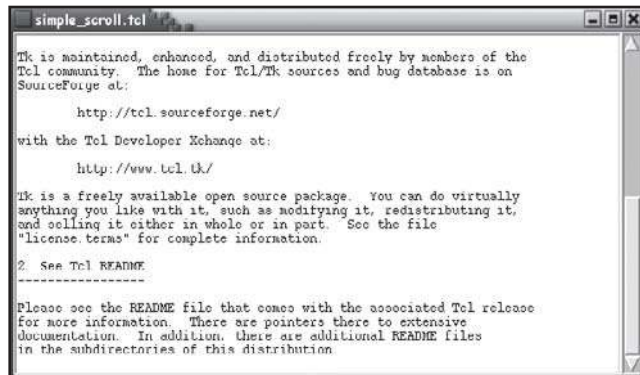 simple_scroll.tcl
Tk is maintained, enhanced, and distributed freely by members of the
Tcl community.  The home for Tcl/Tk sources and bug database is on
SourceForge at:
http://tcl.sourceforge.net/
with the Tcl Developer Xchange at:
http://www.tcl.tk/
Tk is a freely available open source package.  You can do virtually
anything you like with it, such as modifying it, redistributing it,
and selling it either in whole or in part.  See the file
"license.terms" for complete information.
2. See Tcl README
-----------------
Please see the README file that comes with the associated Tcl release
for more information.  There are pointers there to extensive
documentation.  In addition, there are additional README files
in the subdirectories of this distribution.